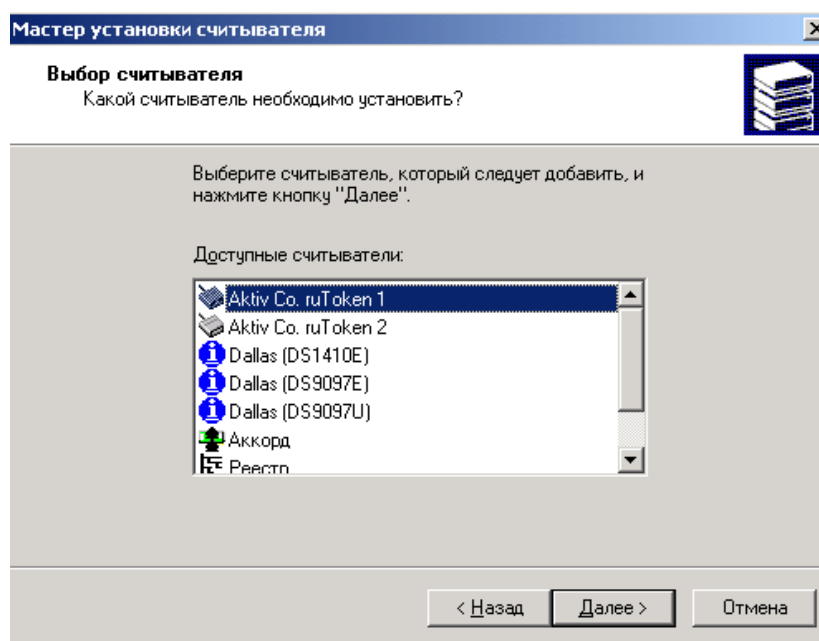 Мастер установки считывателя
Выбор считывателя
Какой считыватель необходимо установить?
Выберите считыватель, который следует добавить, и
нажмите кнопку "Далее".
Доступные считыватели:
Aktiv Co. ruToken 1
Aktiv Co. ruToken 2
Dallas (DS1410E)
Dallas (DS9097E)
Dallas (DS9097U)
Аккорд
Реестр
< Назад
Далее >
Отмена